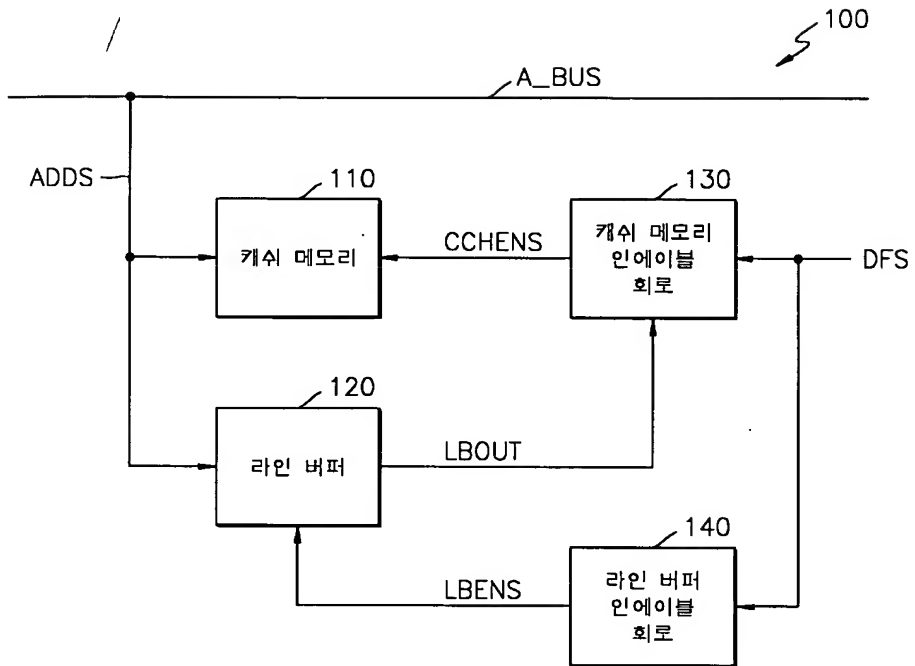 100
A_BUS
ADDS
110
130
캐쉬 메모리
CCHENS
캐쉬 메모리
인에이블
회로
DFS
120
라인 버퍼
LBOUT
140
LBENS
라인 버퍼
인에이블
회로